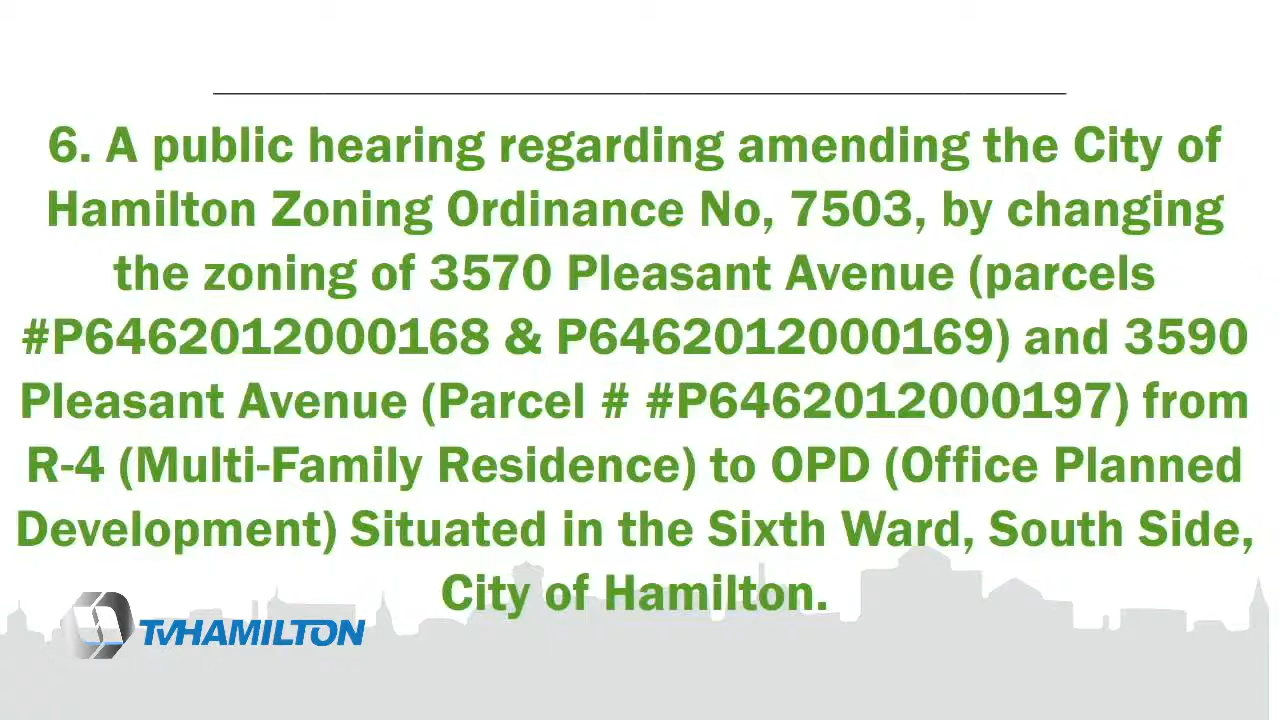 6. A public hearing regarding amending the City of
Hamilton Zoning Ordinance No, 7503, by changing
the zoning of 3570 Pleasant Avenue (parcels
#P6462012000168 & P6462012000169) and 3590
Pleasant Avenue (Parcel # #P6462012000197) from
R-4 (Multi-Family Residence) to OPD (Office Planned
Development) Situated in the Sixth Ward, South Side,
City of Hamilton.
TVHAMILTON